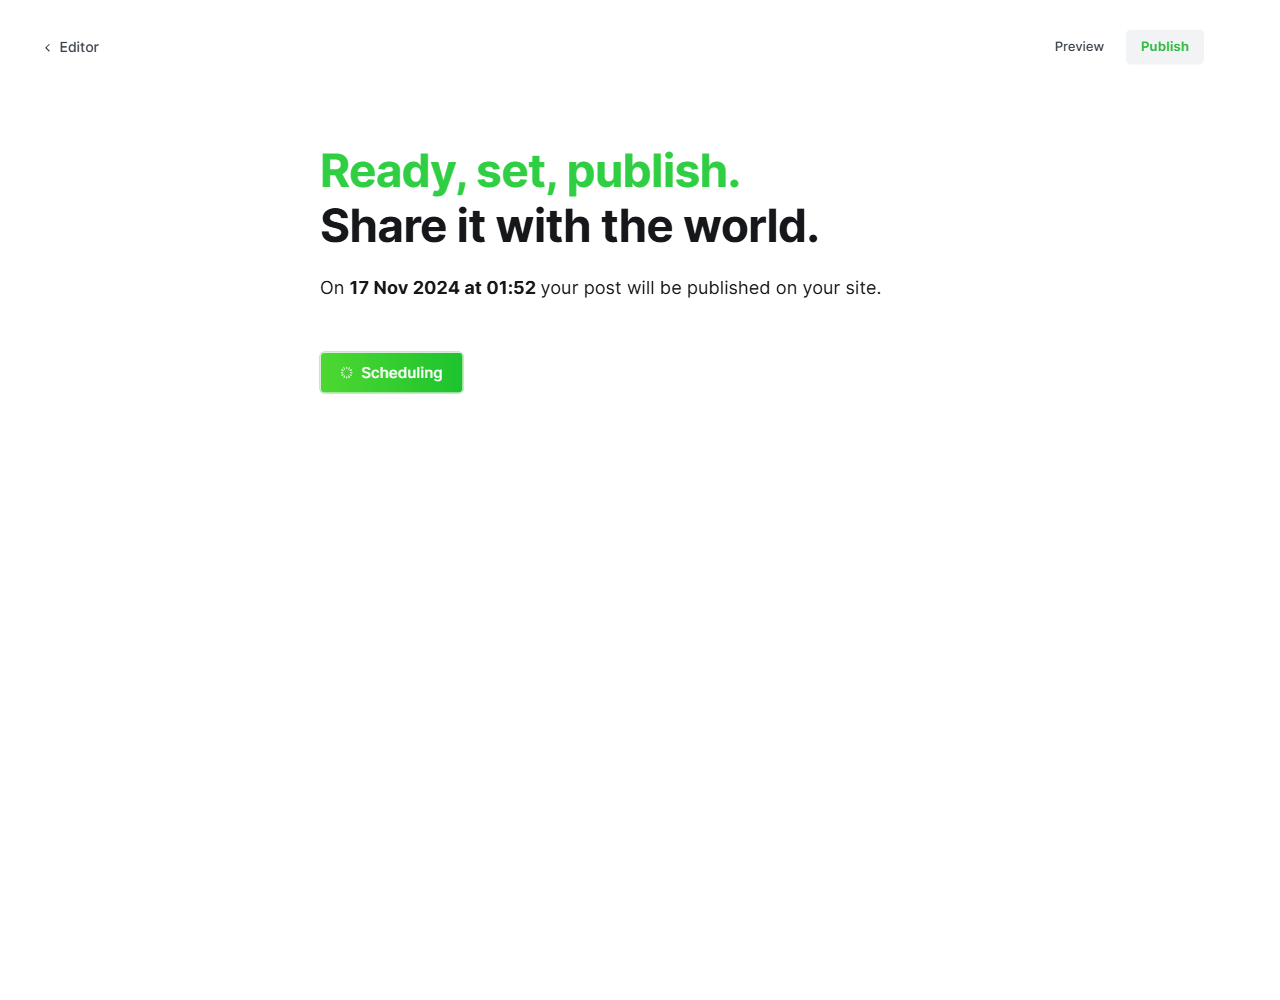 Editor
Preview
Publish
Ready, set, publish.
Share it with the world.
On 17 Nov 2024 at 01:52 your post will be published on your site.
Scheduling